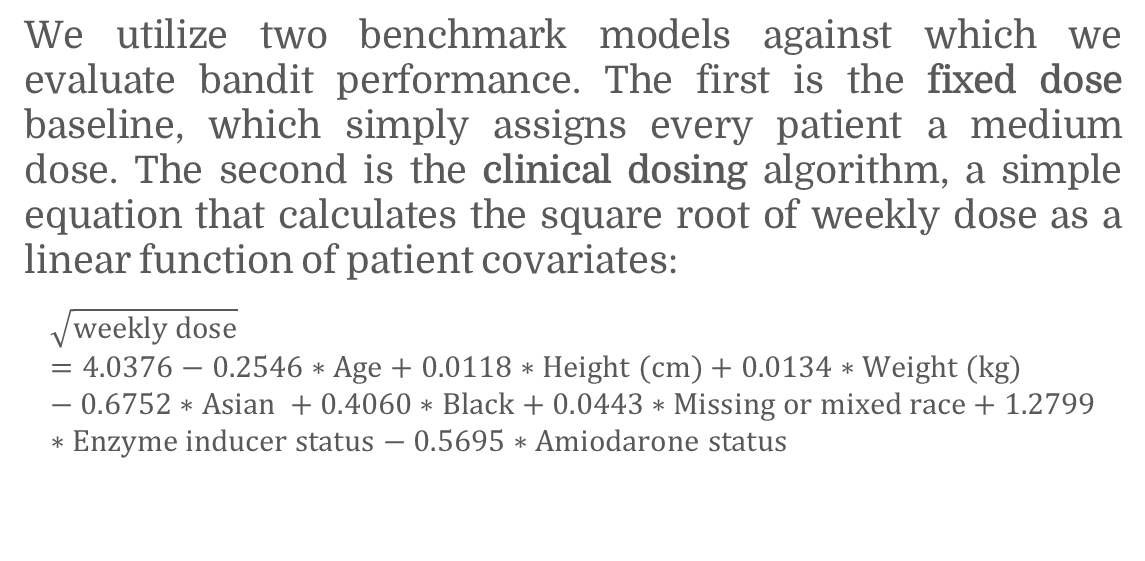 We utilize two benchmark models against which we
evaluate bandit performance. The first is the fixed dose
baseline, which simply assigns every patient a medium
dose. The second is the clinical dosing algorithm, a simple
equation that calculates the square root of weekly dose as a
linear function of patient covariates:
√weekly dose
= 4.0376 − 0.2546 ∗ Age + 0.0118 ∗ Height (cm) + 0.0134 ∗ Weight (kg)
− 0.6752 ∗ Asian + 0.4060 ∗ Black + 0.0443 ∗ Missing or mixed race + 1.2799
∗ Enzyme inducer status − 0.5695 ∗ Amiodarone status